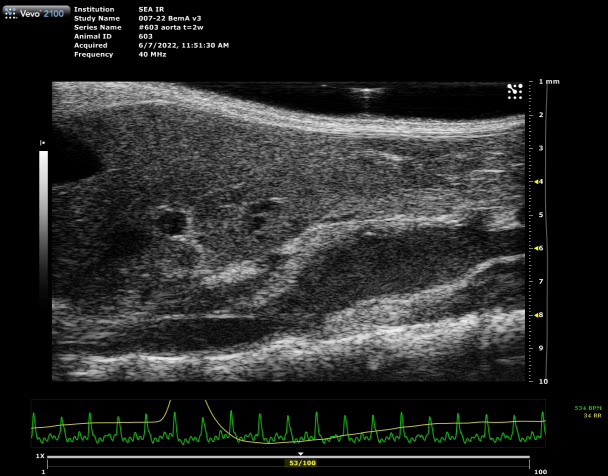 Vevo 2100
Institution SEA IR
Study Name 007-22 BemA v3
Series Name #603 aorta t=2w
Animal ID 603
Acquired 6/7/2022, 11:51:30 AM
Frequency 40 MHz
1 mm
2
3
4
5
6
7
8
9
10
534 BPM
34 RR
1X
53/100
1
100